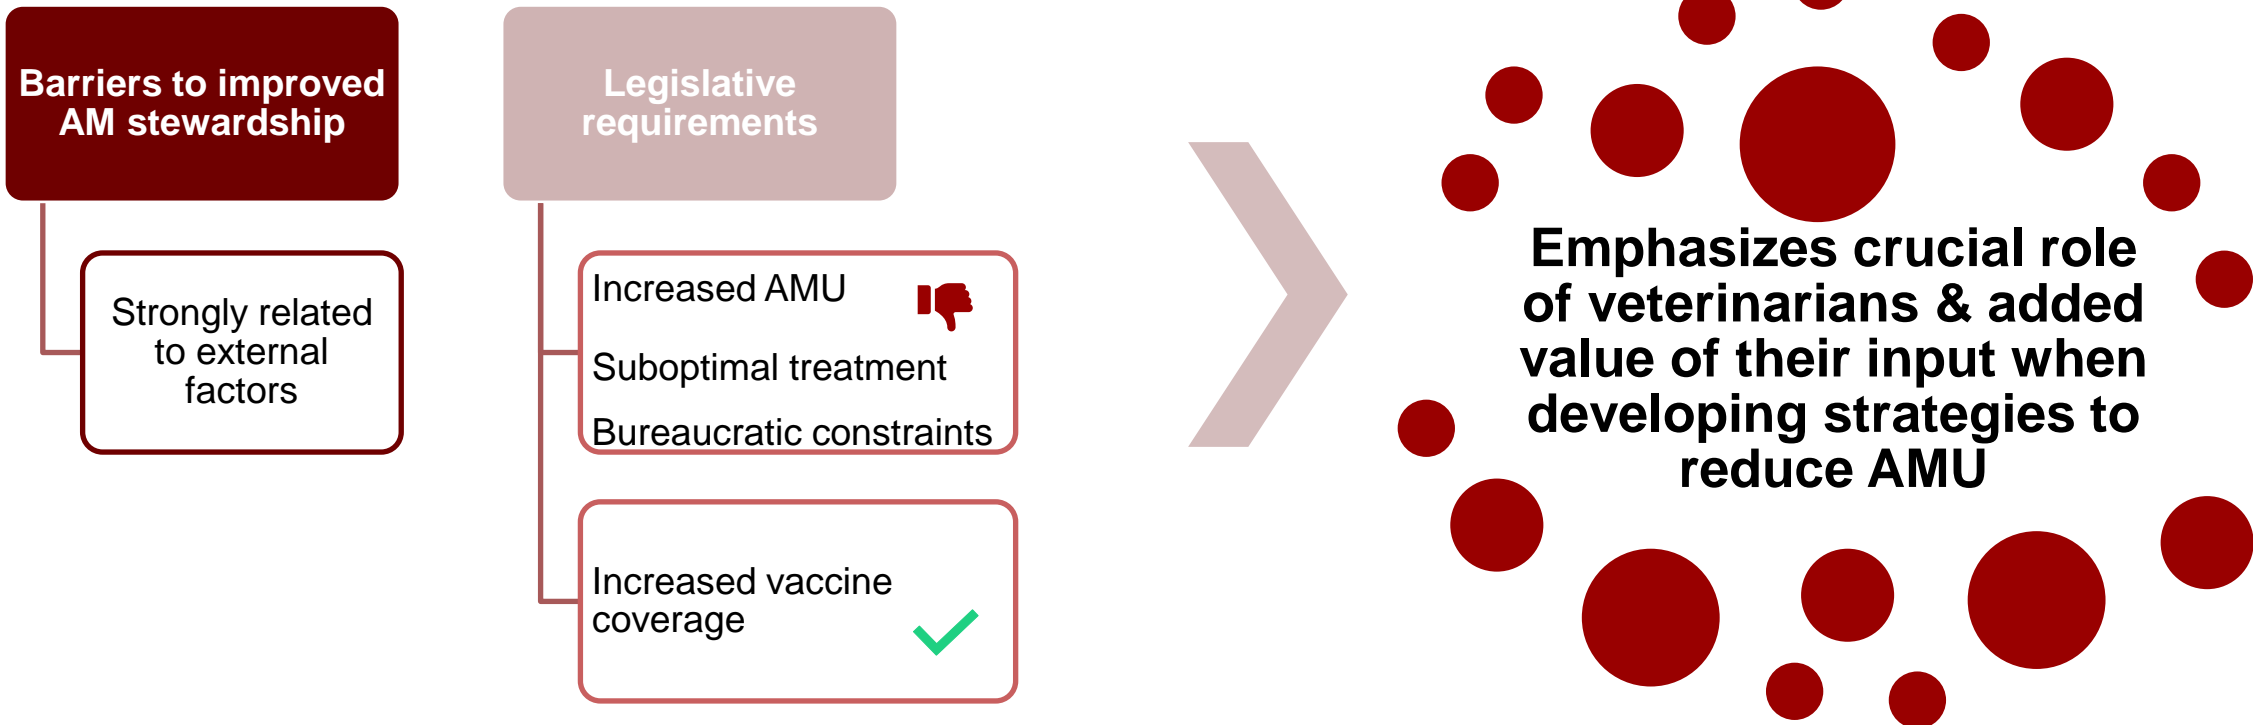 Barriers to improved
AM stewardship
Strongly related
to external
factors
Legislative
requirements
Increased AMU
Suboptimal treatment
Bureaucratic constraints
Increased vaccine
coverage
Emphasizes crucial role
of veterinarians & added
value of their input when
developing strategies to
reduce AMU